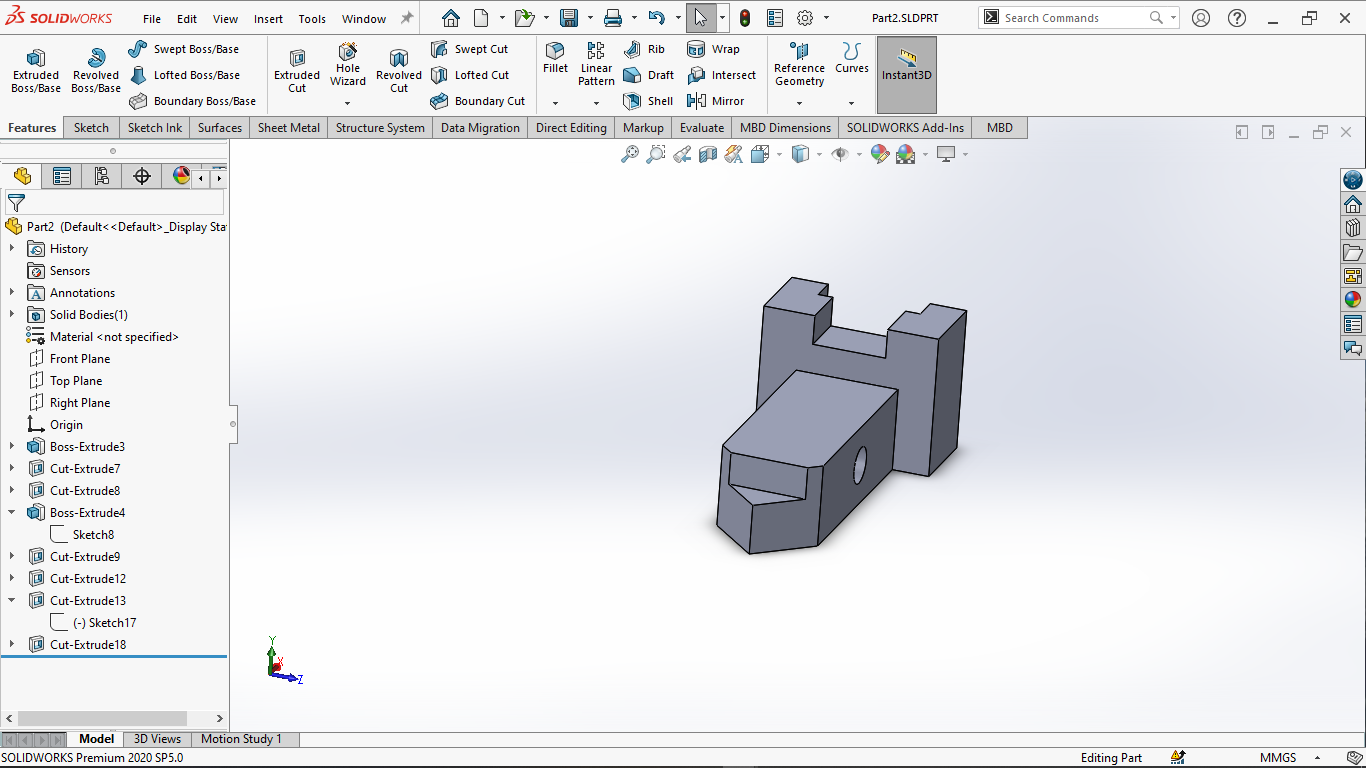 SOLIDWORKS File Edit View Insert Tools Window Part2.SLDPRT Search Commands
Extruded Boss/Base
Revolved Boss/Base
Swept Boss/Base
Lofted Boss/Base
Boundary Boss/Base
Extruded Cut
Hole Wizard
Revolved Cut
Swept Cut
Lofted Cut
Boundary Cut
Fillet
Linear Pattern
Rib
Draft
Shell
Wrap
Intersect
Mirror
Reference Geometry
Curves
Instant3D
Features Sketch Sketch Ink Surfaces Sheet Metal Structure System Data Migration Direct Editing Markup Evaluate MBD Dimensions SOLIDWORKS Add-Ins MBD
Part2 (Default<<Default>_Display Sta
History
Sensors
Annotations
Solid Bodies(1)
Material <not specified>
Front Plane
Top Plane
Right Plane
Origin
Boss-Extrude3
Cut-Extrude7
Cut-Extrude8
Boss-Extrude4
Sketch8
Cut-Extrude9
Cut-Extrude12
Cut-Extrude13
(-) Sketch17
Cut-Extrude18
Y
X
Z
Model 3D Views Motion Study 1
SOLIDWORKS Premium 2020 SP5.0 Editing Part MMGS